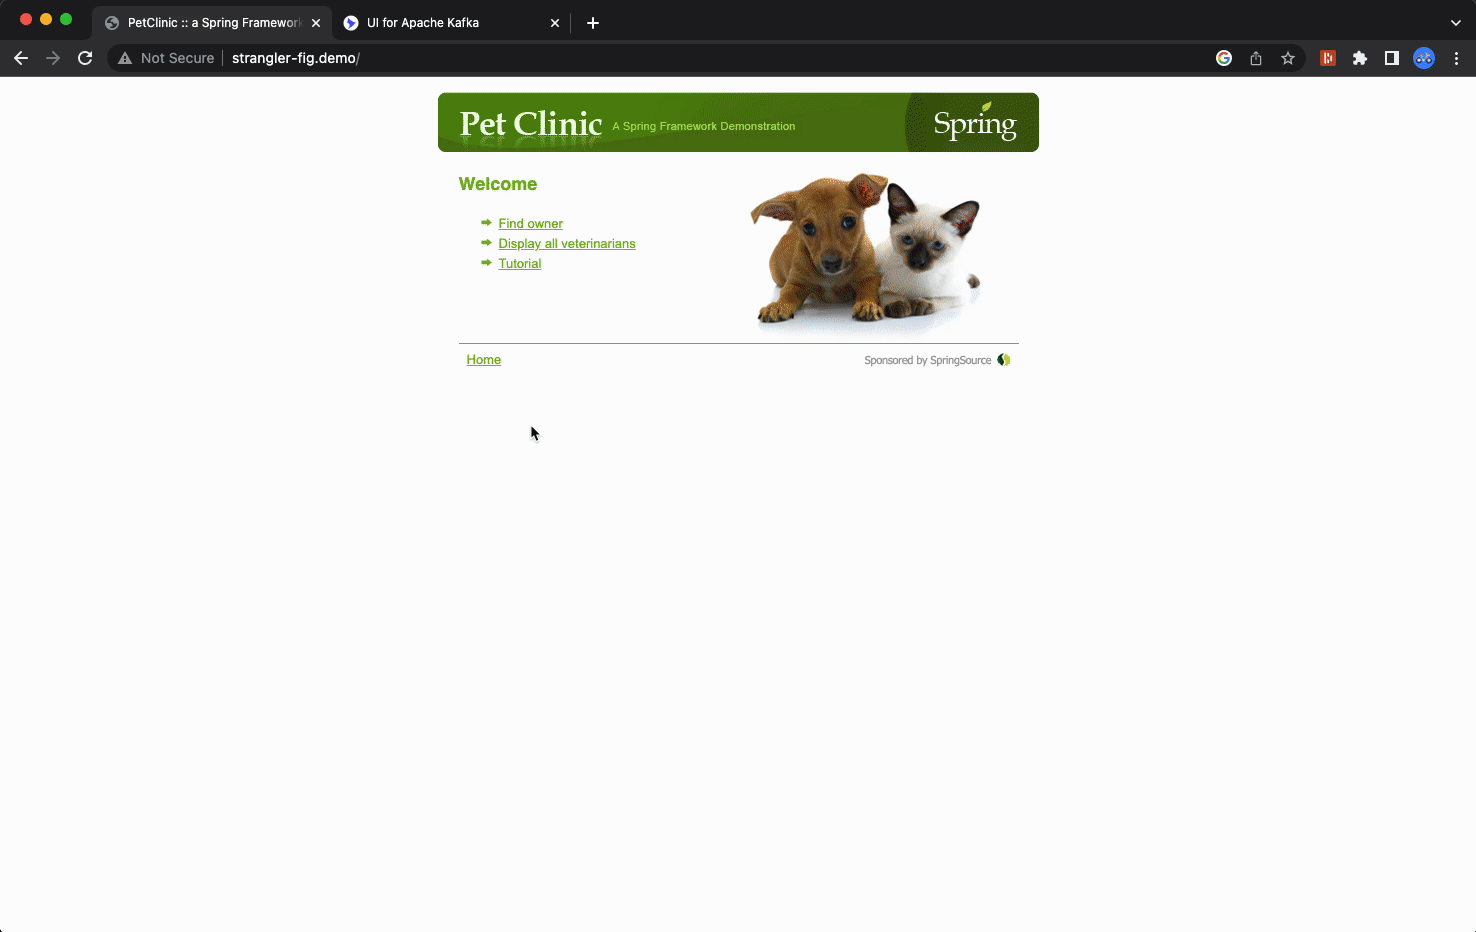 PetClinic :: a Spring Framework
UI for Apache Kafka
Not Secure
strangler-fig.demo/
Pet Clinic
A Spring Framework Demonstration
Spring
Welcome
Find owner
Display all veterinarians
Tutorial
Home
Sponsored by SpringSource